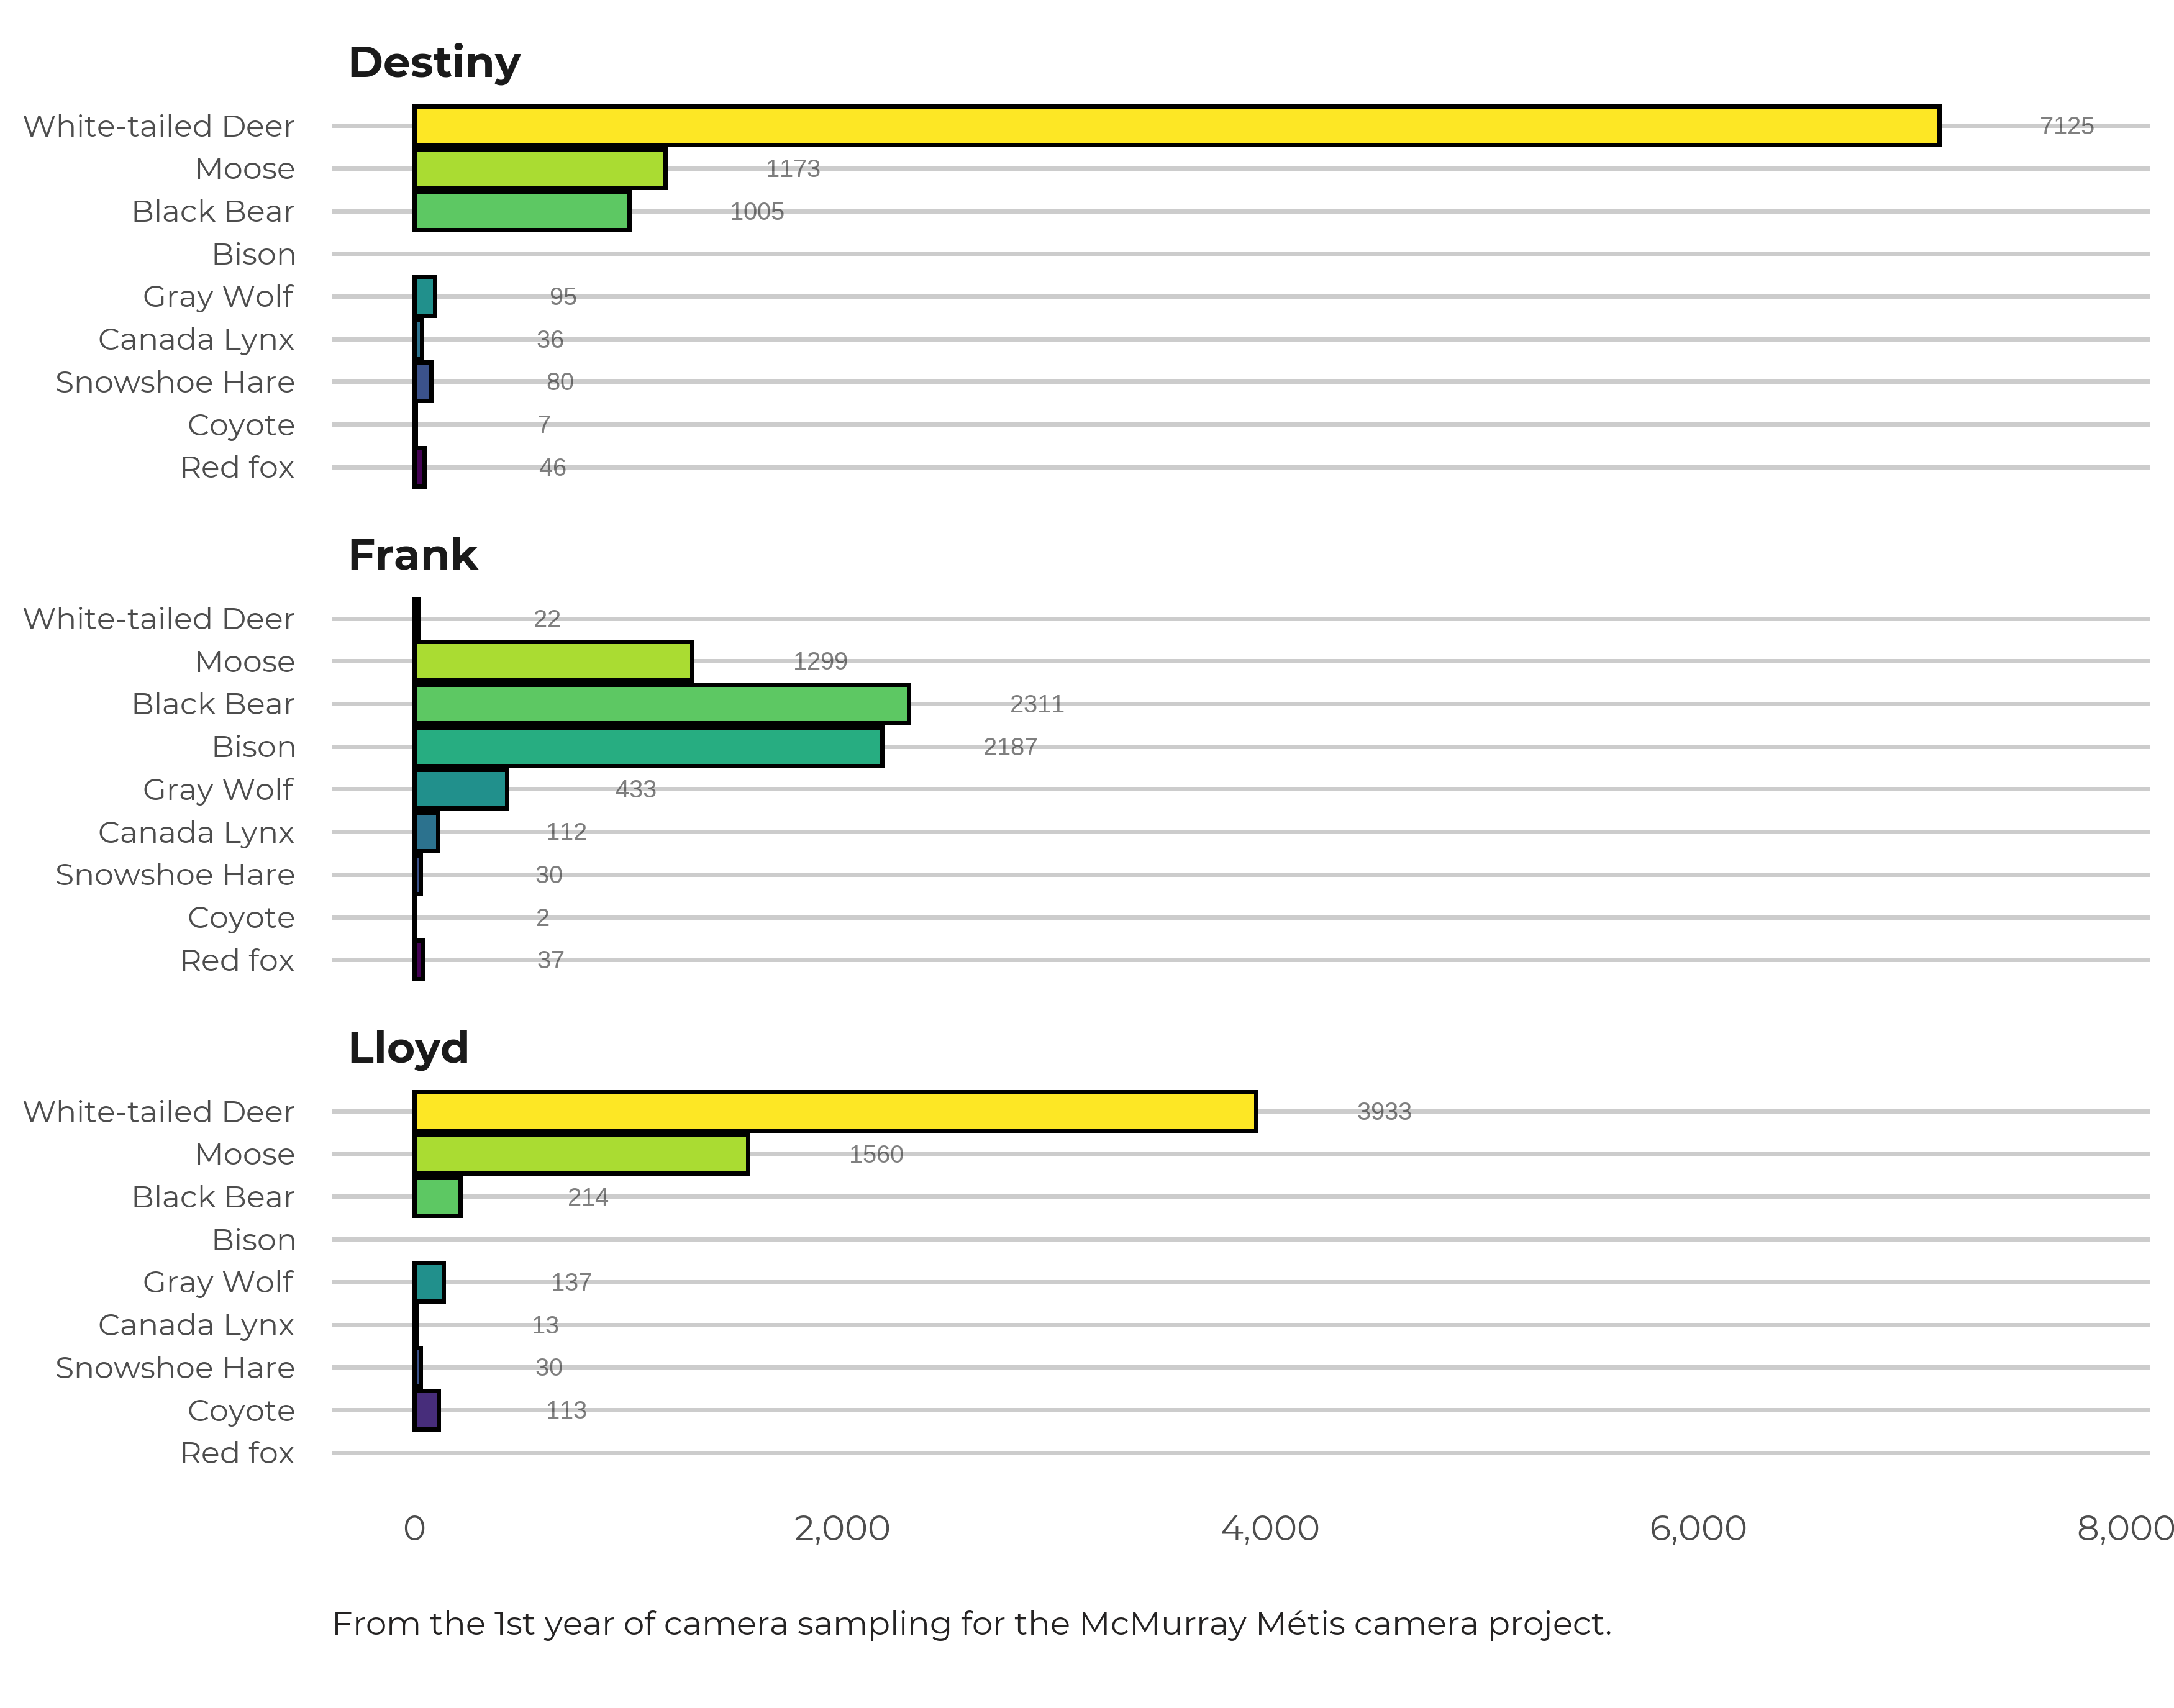 Destiny
White-tailed Deer 7125
Moose 1173
Black Bear 1005
Bison
Gray Wolf 95
Canada Lynx 36
Snowshoe Hare 80
Coyote 7
Red fox 46
Frank
White-tailed Deer 22
Moose 1299
Black Bear 2311
Bison 2187
Gray Wolf 433
Canada Lynx 112
Snowshoe Hare 30
Coyote 2
Red fox 37
Lloyd
White-tailed Deer 3933
Moose 1560
Black Bear 214
Bison
Gray Wolf 137
Canada Lynx 13
Snowshoe Hare 30
Coyote 113
Red fox
0 2,000 4,000 6,000 8,000
From the 1st year of camera sampling for the McMurray Métis camera project.